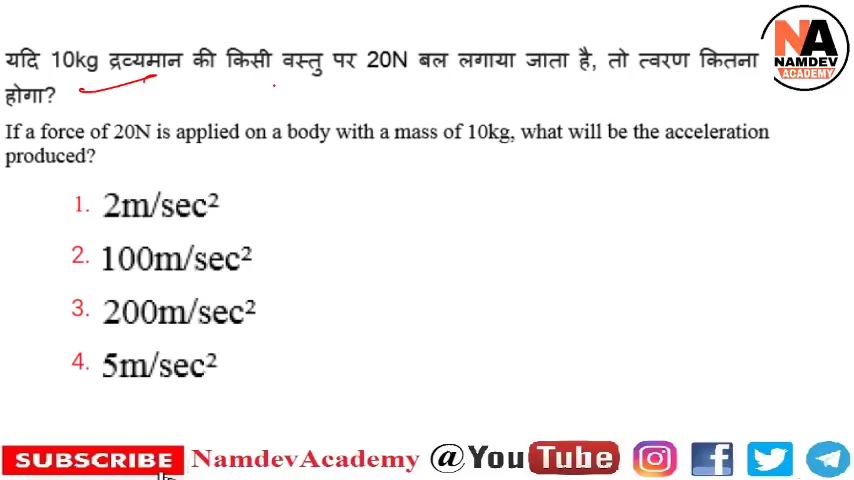 NA
NAMDEV
ACADEMY
यदि 10kg द्रव्यमान की किसी वस्तु पर 20N बल लगाया जाता है, तो त्वरण कितना
होगा?
If a force of 20N is applied on a body with a mass of 10kg, what will be the acceleration
produced?
1. 2m/sec²
2. 100m/sec²
3. 200m/sec²
4. 5m/sec²
SUBSCRIBE NamdevAcademy @YouTube